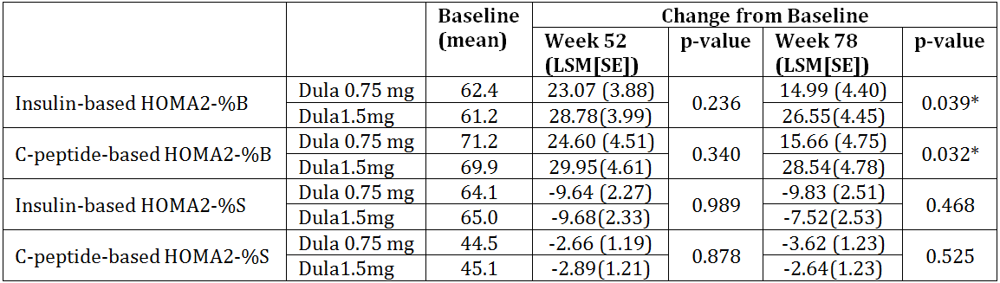 Baseline (mean) Change from Baseline
Week 52 (LSM[SE]) p-value Week 78 (LSM[SE]) p-value
Insulin-based HOMA2-%B Dula 0.75 mg 62.4 23.07 (3.88) 0.236 14.99 (4.40) 0.039*
Dula1.5mg 61.2 28.78(3.99) 26.55(4.45)
C-peptide-based HOMA2-%B Dula 0.75 mg 71.2 24.60 (4.51) 0.340 15.66 (4.75) 0.032*
Dula1.5mg 69.9 29.95(4.61) 28.54(4.78)
Insulin-based HOMA2-%S Dula 0.75 mg 64.1 -9.64 (2.27) 0.989 -9.83 (2.51) 0.468
Dula1.5mg 65.0 -9.68(2.33) -7.52(2.53)
C-peptide-based HOMA2-%S Dula 0.75 mg 44.5 -2.66 (1.19) 0.878 -3.62 (1.23) 0.525
Dula1.5mg 45.1 -2.89(1.21) -2.64(1.23)